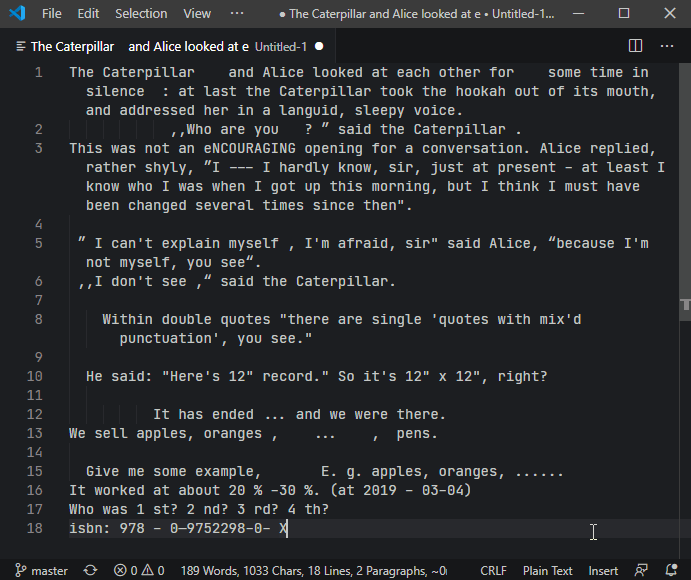 File Edit Selection View ··· ● The Caterpillar and Alice looked at e • Untitled-1...
The Caterpillar and Alice looked at e Untitled-1 ● ···
1 The Caterpillar    and Alice looked at each other for    some time in
silence  : at last the Caterpillar took the hookah out of its mouth,
and addressed her in a languid, sleepy voice.
2             ,,Who are you   ? ” said the Caterpillar .
3 This was not an eNCOURAGING opening for a conversation. Alice replied,
rather shyly, ”I --- I hardly know, sir, just at present – at least I
know who I was when I got up this morning, but I think I must have
been changed several times since then".
4
5  ” I can't explain myself , I'm afraid, sir" said Alice, “because I'm
not myself, you see“.
6  ,,I don't see ,“ said the Caterpillar.
7
8     Within double quotes "there are single 'quotes with mix'd
punctuation', you see."
9
10   He said: "Here's 12" record." So it's 12" x 12", right?
11
12           It has ended ... and we were there.
13 We sell apples, oranges ,    ...    ,  pens.
14
15   Give me some example,       E. g. apples, oranges, ......
16 It worked at about 20 % -30 %. (at 2019 – 03-04)
17 Who was 1 st? 2 nd? 3 rd? 4 th?
18 isbn: 978 – 0—9752298-0- X
master 0 0 189 Words, 1033 Chars, 18 Lines, 2 Paragraphs, ~0 CRLF Plain Text Insert